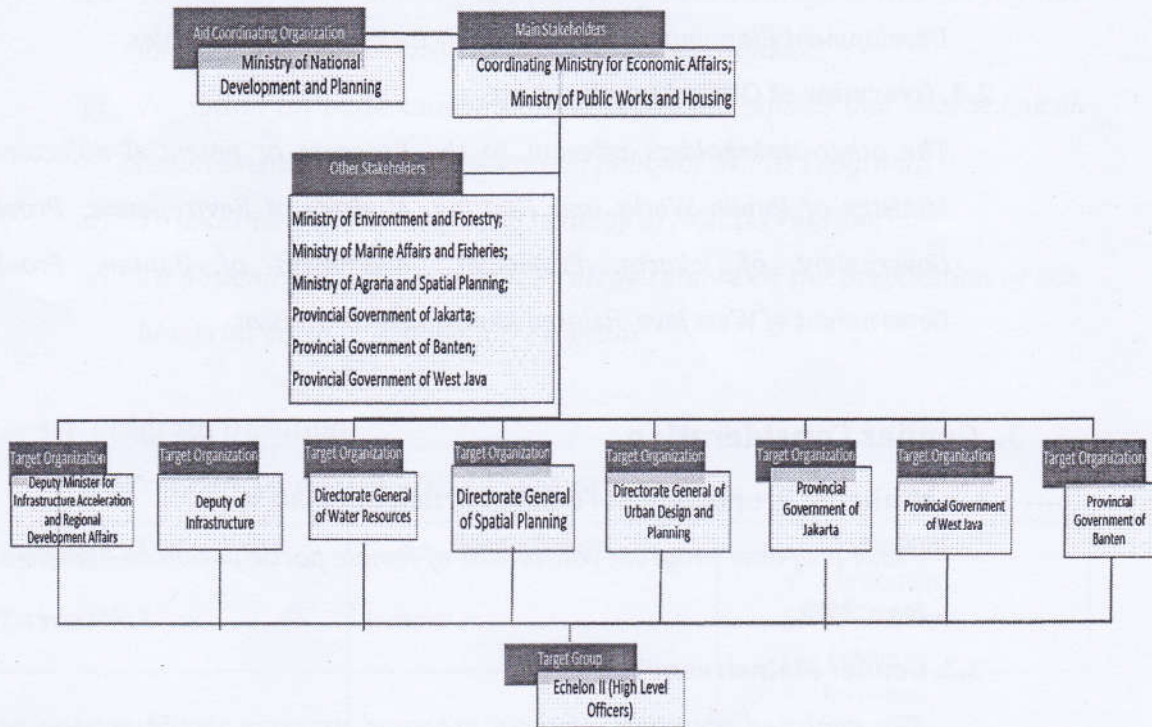 Aid Coordinating Organization
Ministry of National
Development and Planning
Main Stakeholders
Coordinating Ministry for Economic Affairs;
Ministry of Public Works and Housing
Other Stakeholders
Ministry of Environment and Forestry;
Ministry of Marine Affairs and Fisheries;
Ministry of Agraria and Spatial Planning;
Provincial Government of Jakarta;
Provincial Government of Banten;
Provincial Government of West Java
Target Organization
Deputy Minister for
Infrastructure Acceleration
and Regional
Development Affairs
Target Organization
Deputy of
Infrastructure
Target Organization
Directorate General
of Water Resources
Target Organization
Directorate General
of Spatial Planning
Target Organization
Directorate General of
Urban Design and
Planning
Target Organization
Provincial
Government of
Jakarta
Target Organization
Provincial Government
of West Java
Target Organization
Provincial
Government of
Banten
Target Group
Echelon II (High Level
Officers)